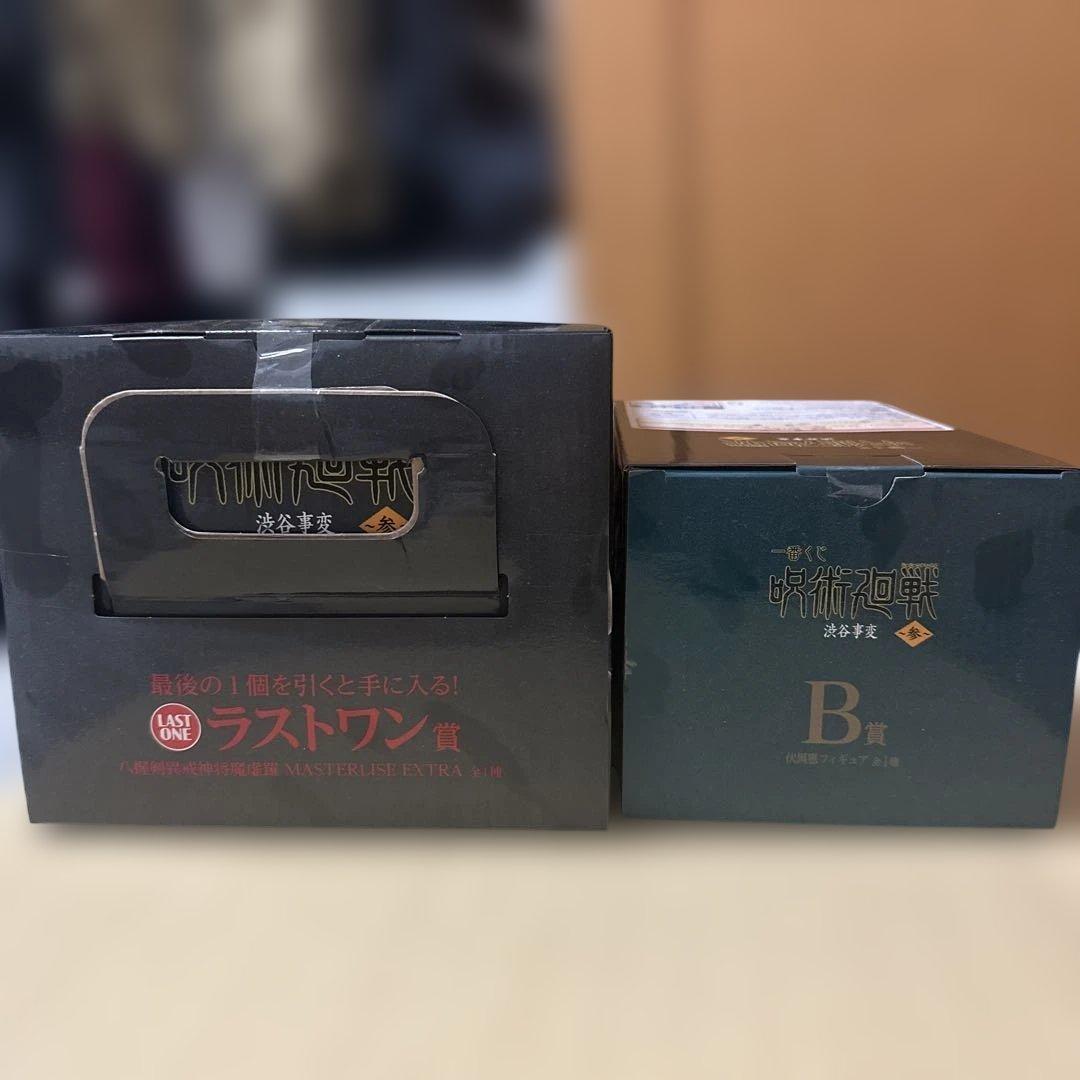 呪術廻戦
渋谷事変
~参~
最後の1個を引くと手に入る!
LAST ONE ラストワン賞
八握剣異戒神将魔虚羅 MASTERLISE EXTRA 全1種
一番くじ
呪術廻戦
渋谷事変
~参~
B賞
伏黒恵フィギュア 全1種